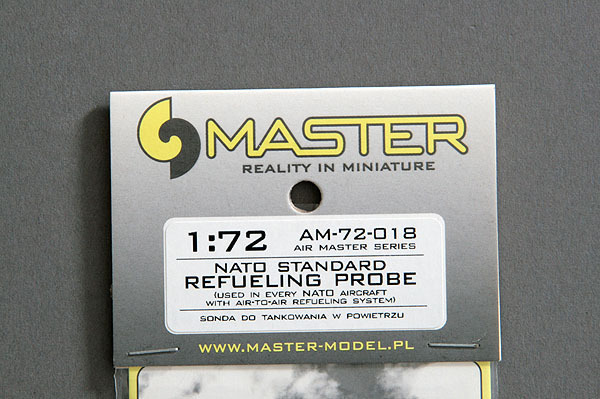 MASTER
REALITY IN MINIATURE
1:72 AM-72-018
AIR MASTER SERIES
NATO STANDARD
REFUELING PROBE
(USED IN EVERY NATO AIRCRAFT
WITH AIR-TO-AIR REFUELING SYSTEM)
SONDA DO TANKOWANIA W POWIETRZU
WWW.MASTER-MODEL.PL